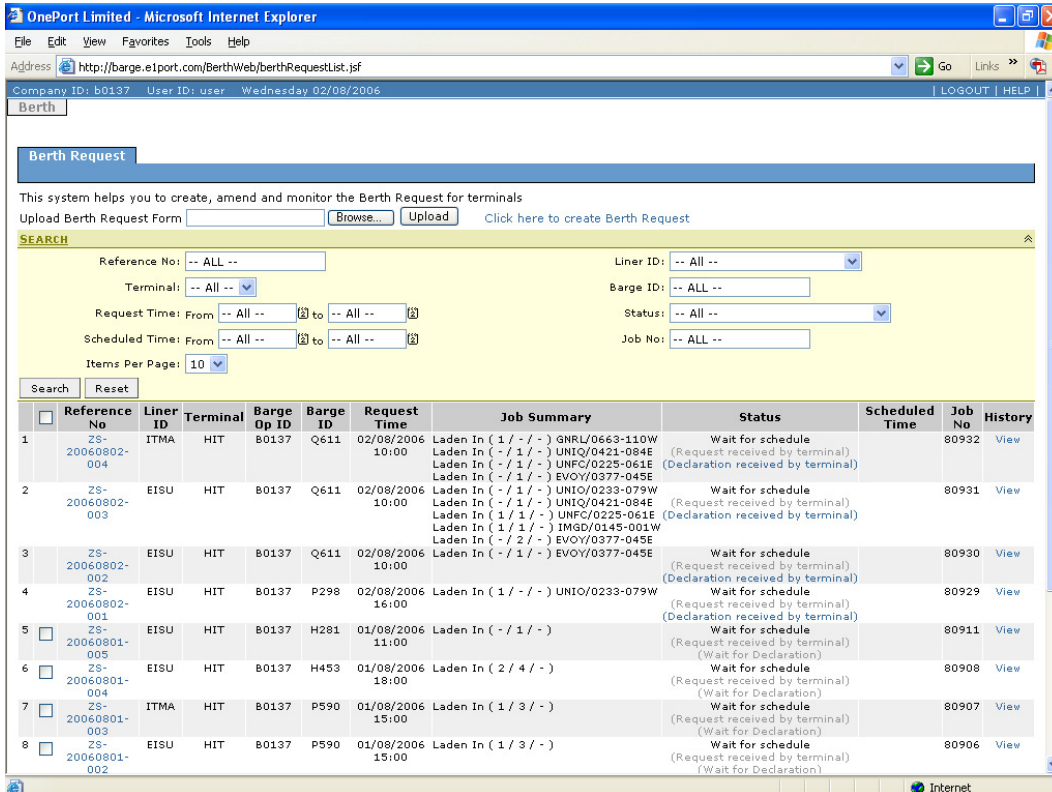 OnePort Limited - Microsoft Internet Explorer
File Edit View Favorites Tools Help
Address http://barge.e1port.com/BerthWeb/berthRequestList.jsf Go Links »
Company ID: b0137 User ID: user Wednesday 02/08/2006 | LOGOUT | HELP |
Berth
Berth Request
This system helps you to create, amend and monitor the Berth Request for terminals
Upload Berth Request Form Browse... Upload Click here to create Berth Request
SEARCH
Reference No: -- ALL -- Liner ID: -- All --
Terminal: -- All -- Barge ID: -- ALL --
Request Time: From -- All -- to -- All -- Status: -- All --
Scheduled Time: From -- All -- to -- All -- Job No: -- ALL --
Items Per Page: 10
Search Reset
Reference No Liner ID Terminal Barge Op ID Barge ID Request Time Job Summary Status Scheduled Time Job No History
1 ZS- ITMA HIT B0137 Q611 02/08/2006 Laden In ( 1 / - / - ) GNRL/0663-110W Wait for schedule 80932 View
20060802- 10:00 Laden In ( - / 1 / - ) UNIQ/0421-084E (Request received by terminal)
004 Laden In ( - / 1 / - ) UNFC/0225-061E (Declaration received by terminal)
Laden In ( - / 1 / - ) EVOY/0377-045E
2 ZS- EISU HIT B0137 Q611 02/08/2006 Laden In ( - / 1 / - ) UNIO/0233-079W Wait for schedule 80931 View
20060802- 10:00 Laden In ( - / 1 / - ) UNIQ/0421-084E (Request received by terminal)
003 Laden In ( 1 / 1 / - ) UNFC/0225-061E (Declaration received by terminal)
Laden In ( 1 / 1 / - ) IMGD/0145-001W
Laden In ( - / 2 / - ) EVOY/0377-045E
3 ZS- EISU HIT B0137 Q611 02/08/2006 Laden In ( - / 1 / - ) EVOY/0377-045E Wait for schedule 80930 View
20060802- 10:00 (Request received by terminal)
002 (Declaration received by terminal)
4 ZS- EISU HIT B0137 P298 02/08/2006 Laden In ( 1 / - / - ) UNIO/0233-079W Wait for schedule 80929 View
20060802- 16:00 (Request received by terminal)
001 (Declaration received by terminal)
5 ZS- EISU HIT B0137 H281 01/08/2006 Laden In ( - / 1 / - ) Wait for schedule 80911 View
20060801- 11:00 (Request received by terminal)
005 (Wait for Declaration)
6 ZS- EISU HIT B0137 H453 01/08/2006 Laden In ( 2 / 4 / - ) Wait for schedule 80908 View
20060801- 18:00 (Request received by terminal)
004 (Wait for Declaration)
7 ZS- ITMA HIT B0137 P590 01/08/2006 Laden In ( 1 / 3 / - ) Wait for schedule 80907 View
20060801- 15:00 (Request received by terminal)
003 (Wait for Declaration)
8 ZS- EISU HIT B0137 P590 01/08/2006 Laden In ( 1 / 3 / - ) Wait for schedule 80906 View
20060801- 15:00 (Request received by terminal)
002 (Wait for Declaration)
Internet